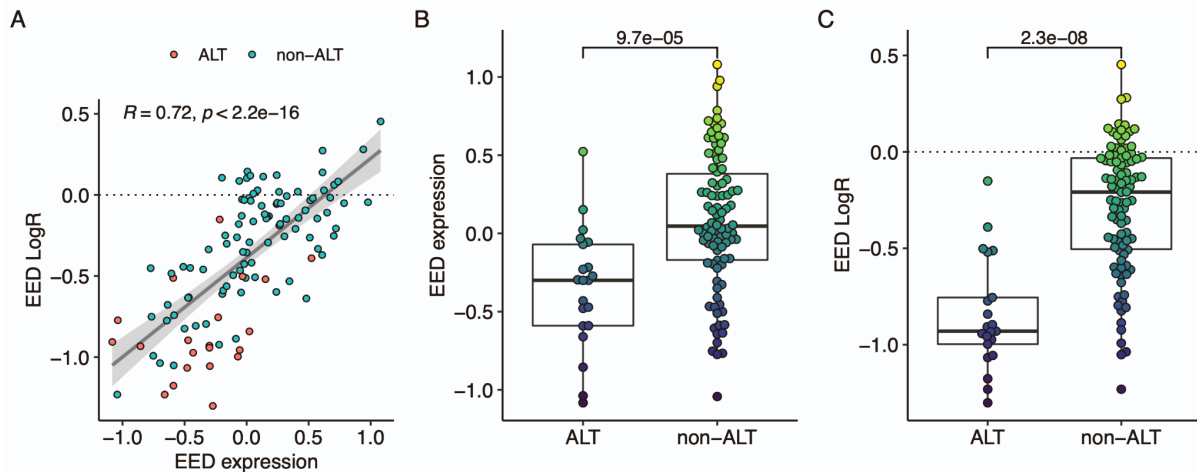 A
ALT non−ALT
R = 0.72, p < 2.2e−16
0.5
0.0
−0.5
−1.0
EED LogR
−1.0 −0.5 0.0 0.5 1.0
EED expression
B
9.7e−05
1.0
0.5
0.0
−0.5
−1.0
EED expression
ALT non−ALT
C
2.3e−08
0.5
0.0
−0.5
−1.0
EED LogR
ALT non−ALT